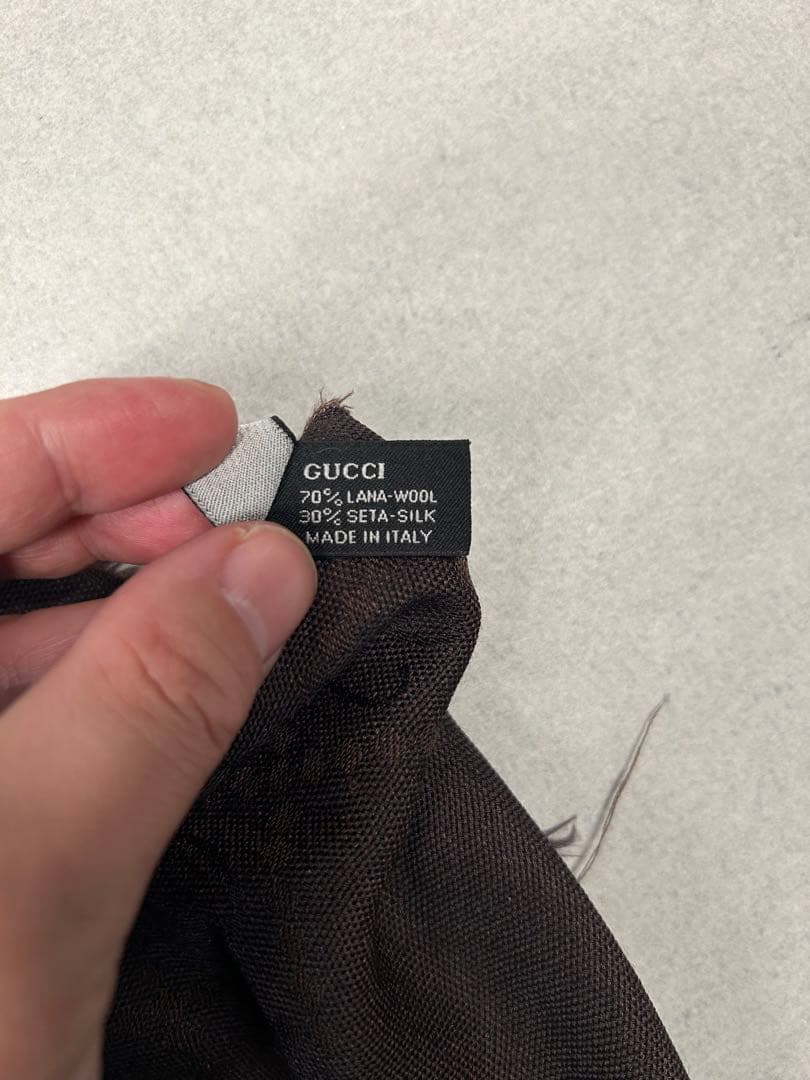 GUCCI
70% LANA-WOOL
30% SETA-SILK
MADE IN ITALY